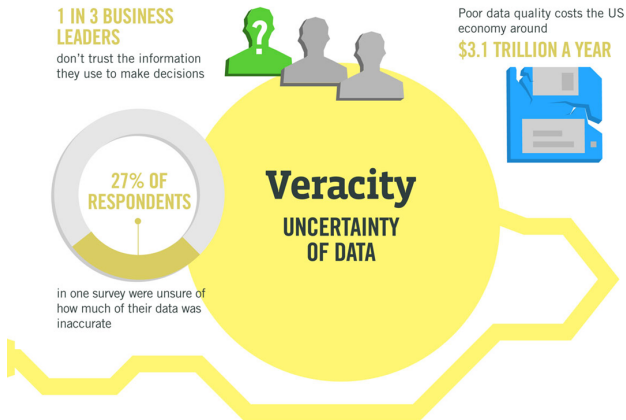 1 IN 3 BUSINESS
LEADERS
don't trust the information
they use to make decisions
?
Poor data quality costs the US
economy around
$3.1 TRILLION A YEAR
27% OF
RESPONDENTS
in one survey were unsure of
how much of their data was
inaccurate
Veracity
UNCERTAINTY
OF DATA